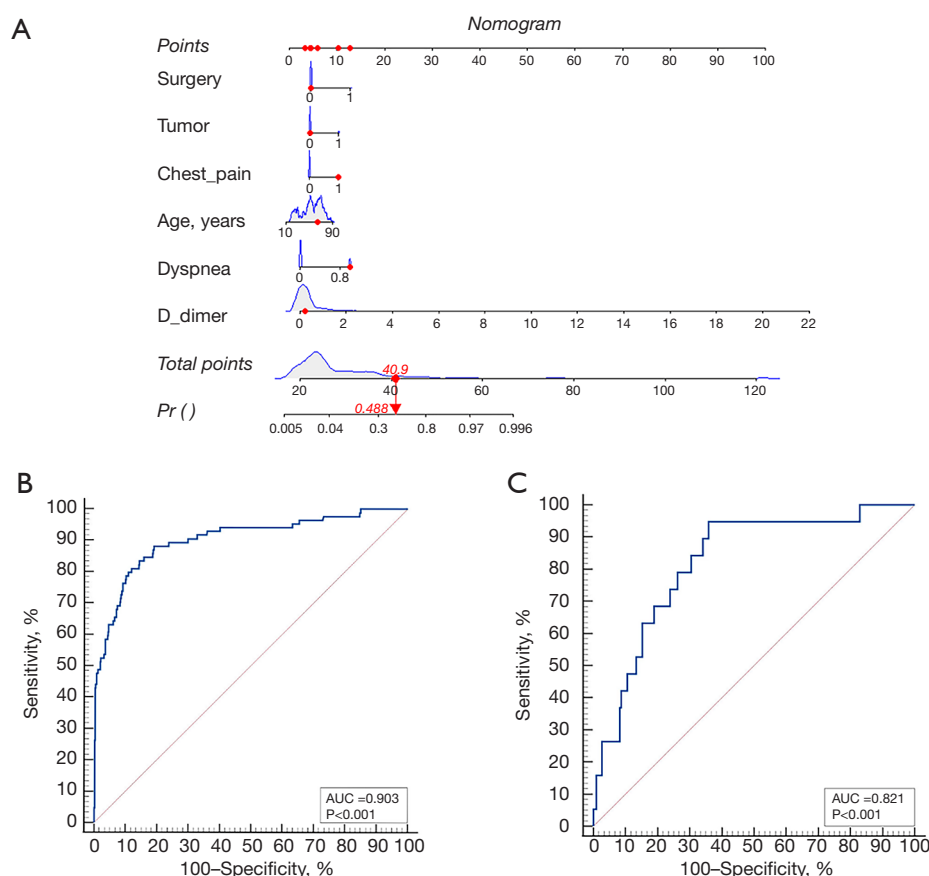 A
Nomogram
Points
0 10 20 30 40 50 60 70 80 90 100
Surgery
0 1
Tumor
0 1
Chest_pain
0 1
Age, years
10 90
Dyspnea
0 0.8
D_dimer
0 2 4 6 8 10 12 14 16 18 20 22
Total points
40.9
20 40 60 80 100 120
Pr ()
0.488
0.005 0.04 0.3 0.8 0.97 0.996
B
100
90
80
70
60
50
40
30
20
10
0
Sensitivity, %
AUC =0.903
P<0.001
0 10 20 30 40 50 60 70 80 90 100
100–Specificity, %
C
100
90
80
70
60
50
40
30
20
10
0
Sensitivity, %
AUC =0.821
P<0.001
0 10 20 30 40 50 60 70 80 90 100
100–Specificity, %